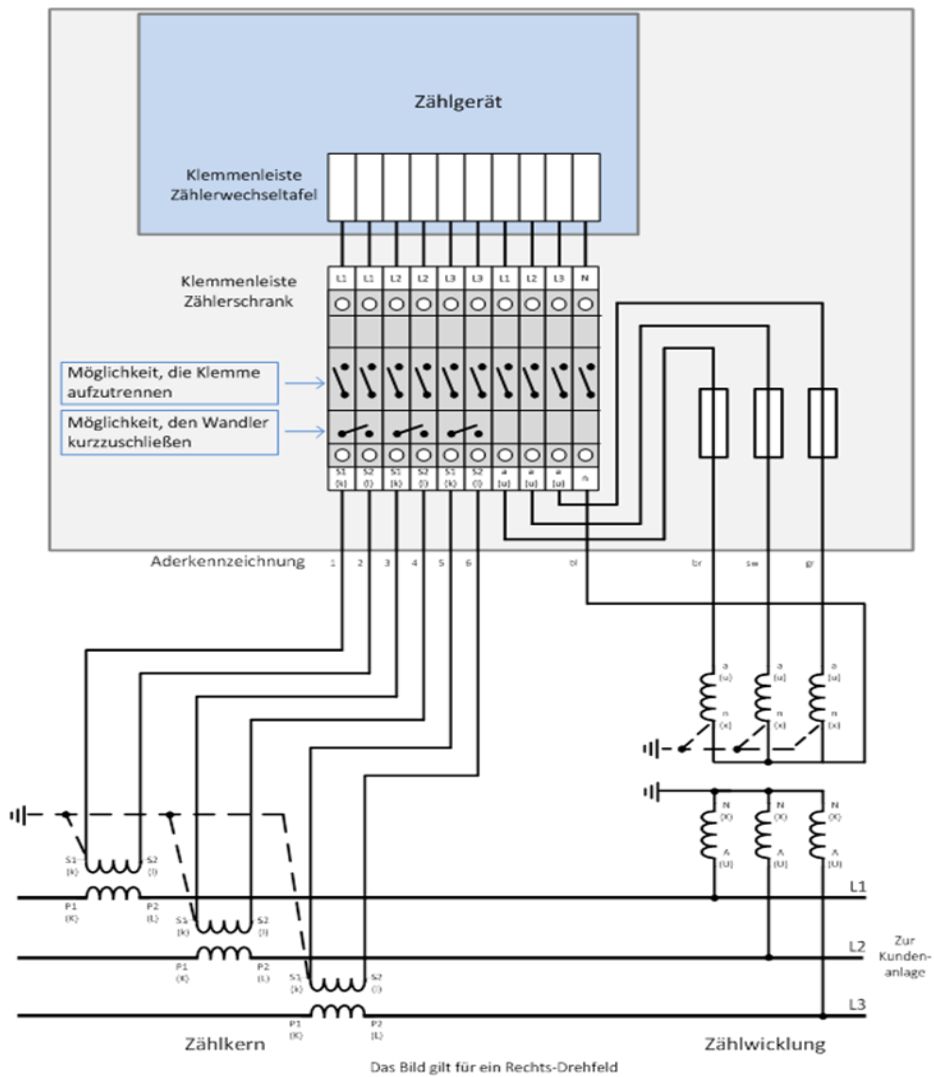 Zählgerät
Klemmenleiste
Zählerwechseltafel
Klemmenleiste
Zählerschrank
L1 L1 L2 L2 L3 L3 L1 L2 L3 N
Möglichkeit, die Klemme
aufzutrennen
Möglichkeit, den Wandler
kurzzuschließen
S1 S2 S1 S2 S1 S2 a a a n
(k) (l) (k) (l) (k) (l) (u) (u) (u)
Aderkennzeichnung 1 2 3 4 5 6 bl br sw gr
a a a
(u) (u) (u)
n n n
(x) (x) (x)
N N N
(X) (X) (X)
A A A
(U) (U) (U)
S1 S2
(k) (l)
L1
P1 P2
(K) (L)
S1 S2
(k) (l)
L2
Zur
Kunden-
anlage
P1 P2
(K) (L)
S1 S2
(k) (l)
L3
P1 P2
(K) (L)
Zählkern
Zählwicklung
Das Bild gilt für ein Rechts-Drehfeld